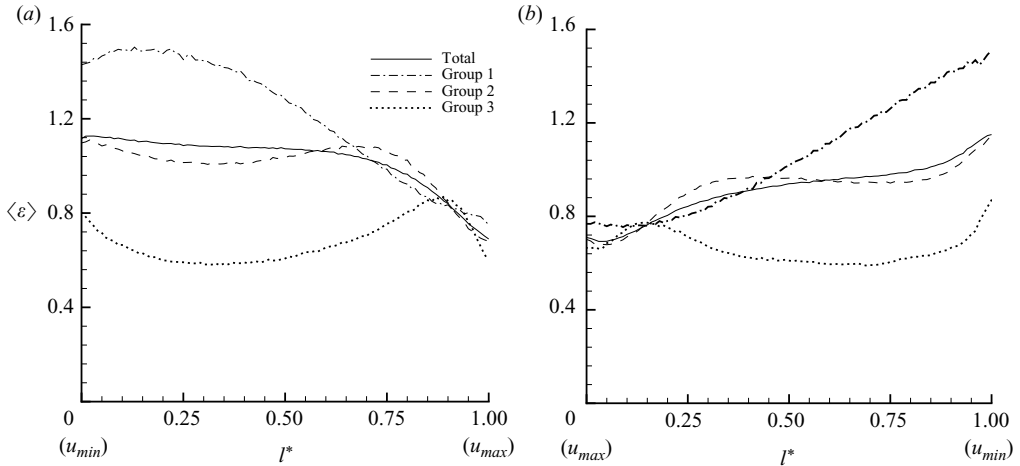 (a)
1.6
1.2
0.8
0.4
⟨ε⟩
Total
Group 1
Group 2
Group 3
0
0.25
0.50
0.75
1.00
(u_min)
l*
(u_max)
(b)
1.6
1.2
0.8
0.4
0
0.25
0.50
0.75
1.00
(u_max)
l*
(u_min)